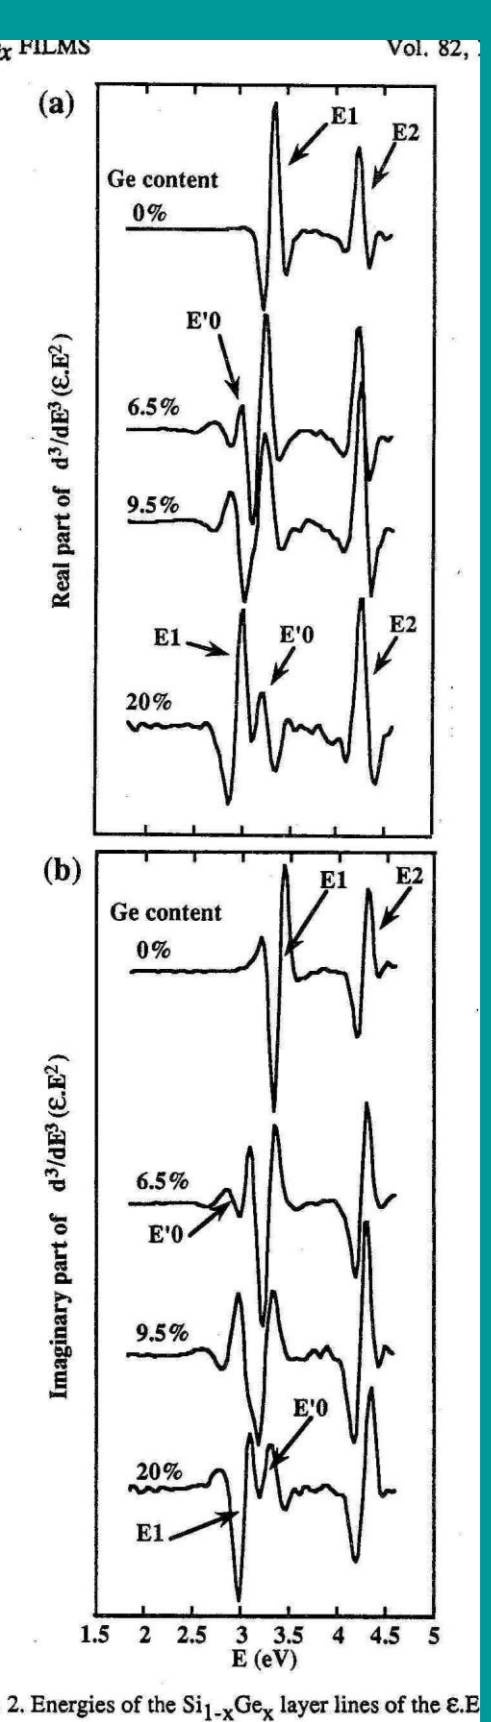 x FILMS Vol. 82,
(a)
E1
E2
Ge content
0%
E'0
6.5%
9.5%
E1
E'0
E2
20%
Real part of d³/dE³ (ε.E²)
(b)
E1
E2
Ge content
0%
6.5%
E'0
9.5%
E'0
20%
E1
Imaginary part of d³/dE³ (ε.E²)
1.5 2 2.5 3 3.5 4 4.5 5
E (eV)
2. Energies of the Si₁₋ₓGeₓ layer lines of the ε.E